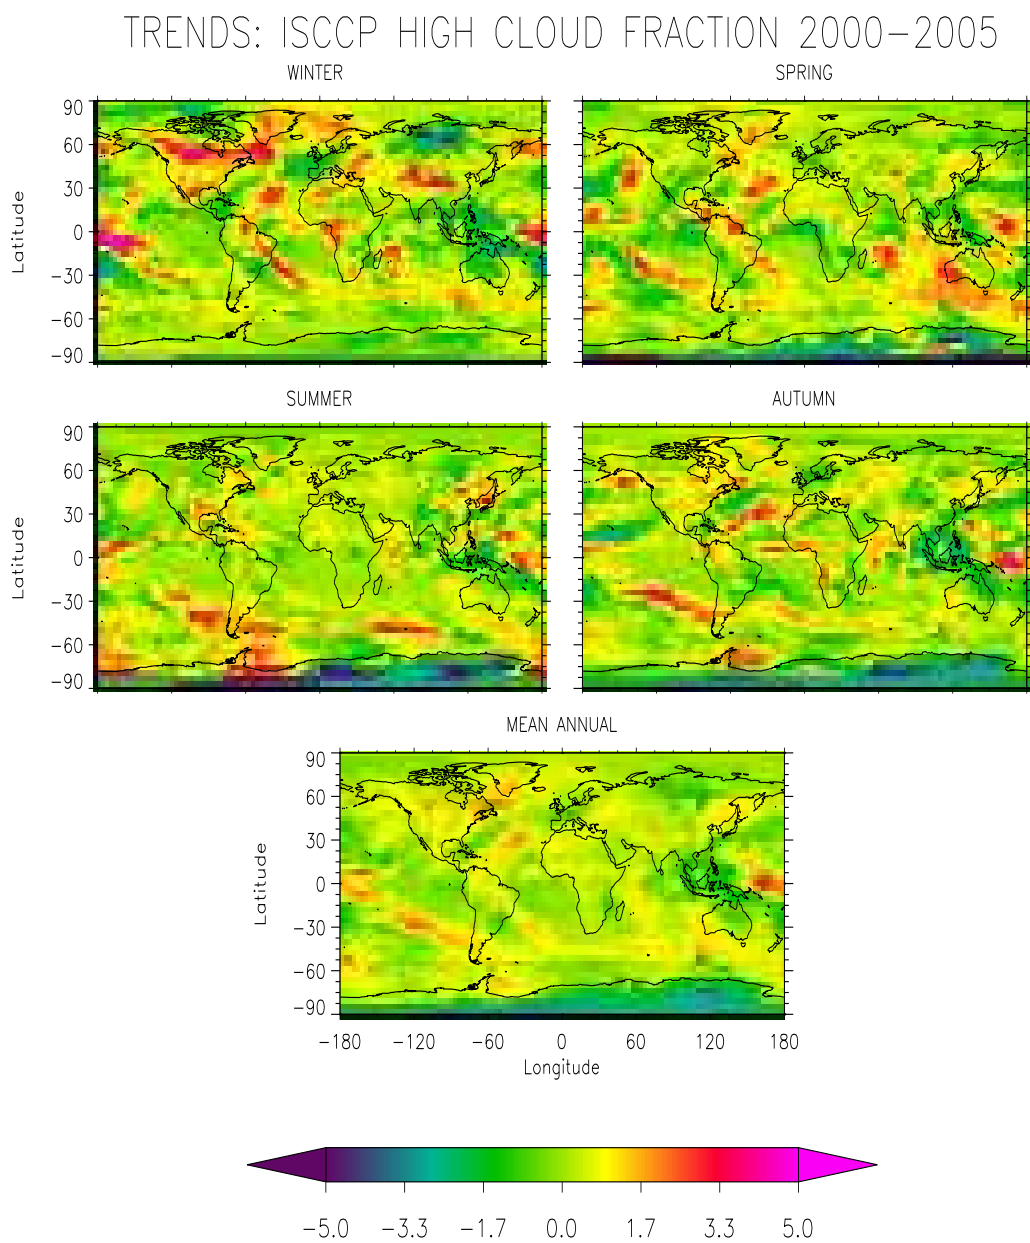 TRENDS: ISCCP HIGH CLOUD FRACTION 2000−2005
WINTER
SPRING
90
60
30
0
−30
−60
−90
Latitude
SUMMER
AUTUMN
90
60
30
0
−30
−60
−90
Latitude
MEAN ANNUAL
90
60
30
0
−30
−60
−90
Latitude
−180 −120 −60 0 60 120 180
Longitude
−5.0 −3.3 −1.7 0.0 1.7 3.3 5.0